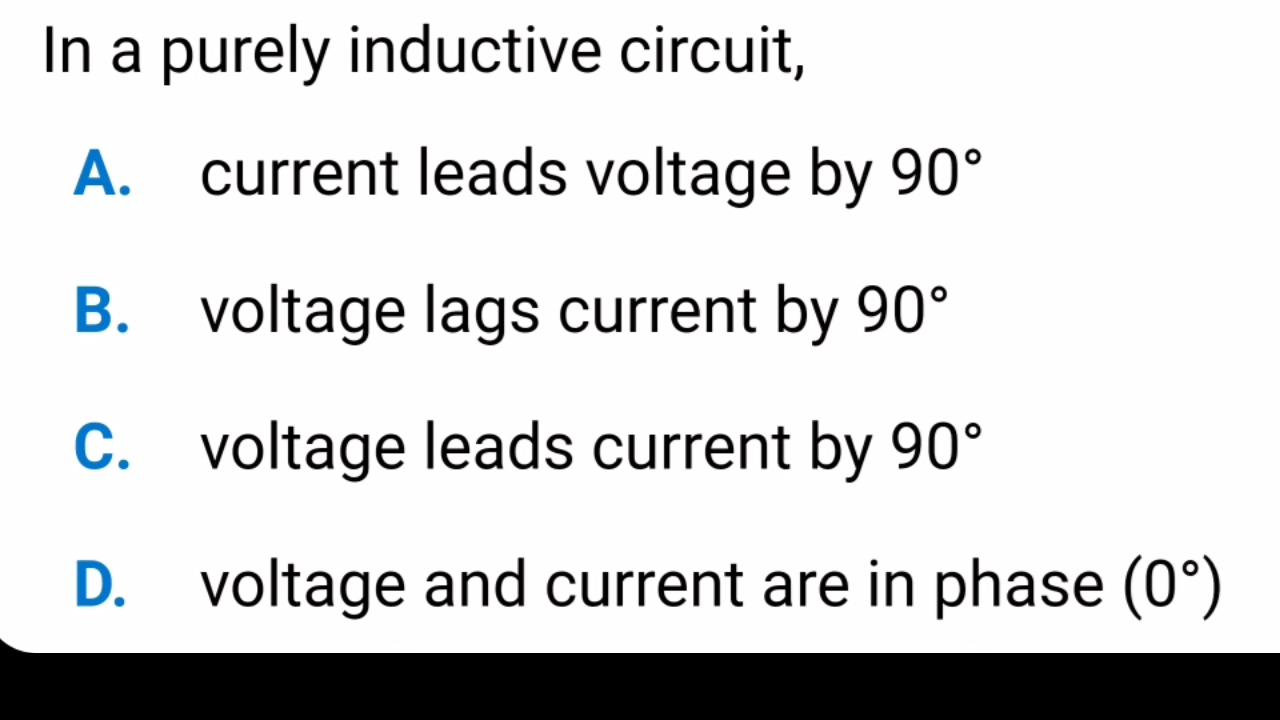 In a purely inductive circuit,
A. current leads voltage by 90°
B. voltage lags current by 90°
C. voltage leads current by 90°
D. voltage and current are in phase (0°)